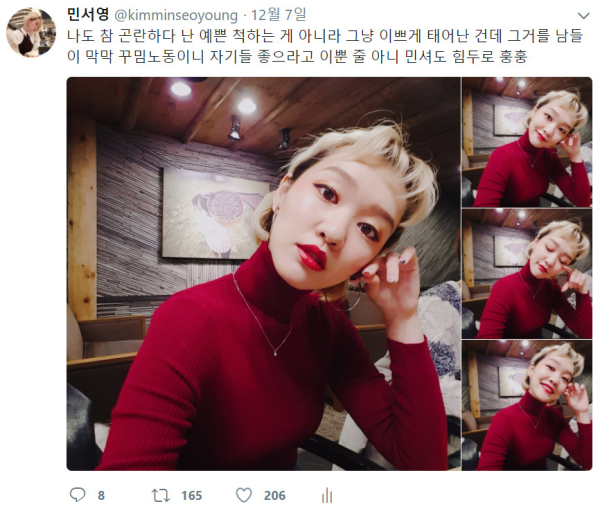 민서영 @kimminseoyoung · 12월 7일
나도 참 곤란하다 난 예쁜 척하는 게 아니라 그냥 이쁘게 태어난 건데 그거를 남들
이 막막 꾸밈노동이니 자기들 좋으라고 이뿐 줄 아니 민셔도 힘두로 홍홍
8 165 206